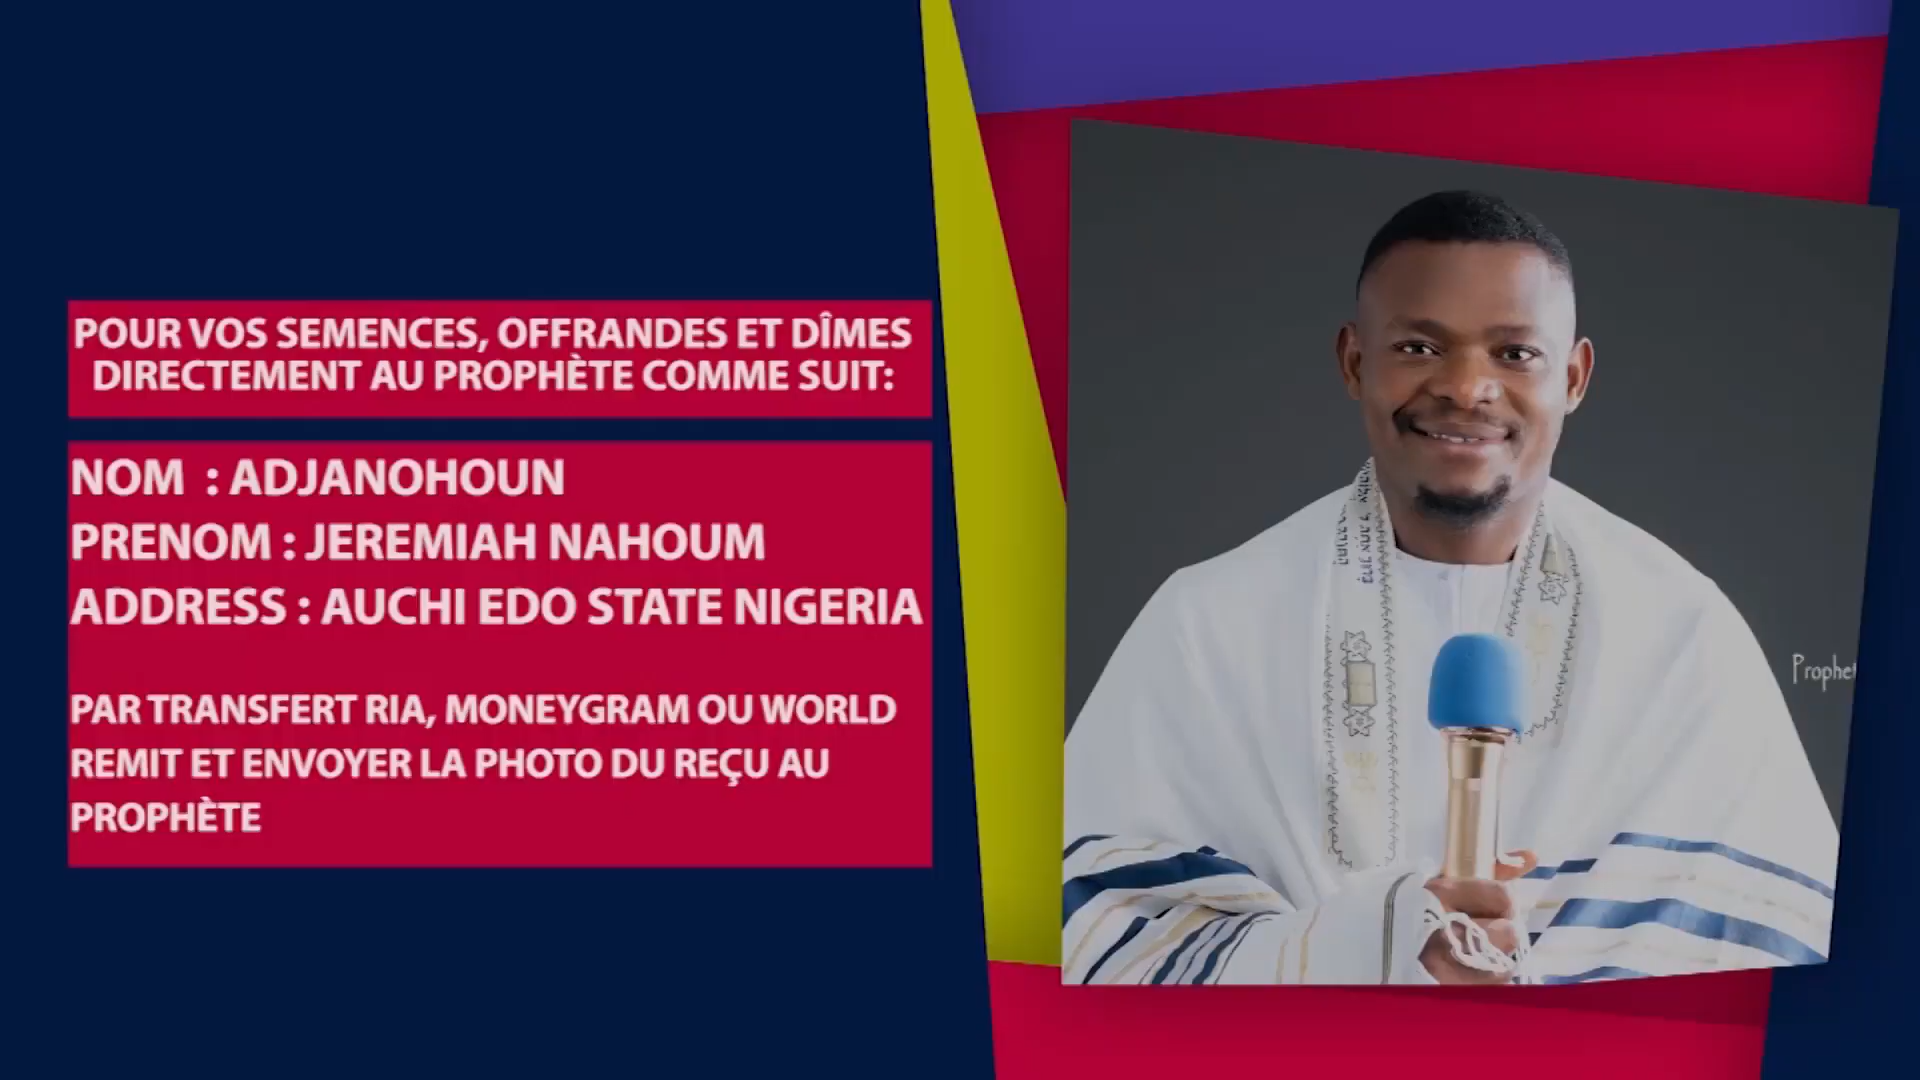 POUR VOS SEMENCES, OFFRANDES ET DÎMES
DIRECTEMENT AU PROPHÈTE COMME SUIT:
NOM : ADJANOHOUN
PRENOM : JEREMIAH NAHOUM
ADDRESS : AUCHI EDO STATE NIGERIA
PAR TRANSFERT RIA, MONEYGRAM OU WORLD
REMIT ET ENVOYER LA PHOTO DU REÇU AU
PROPHÈTE
Prophet